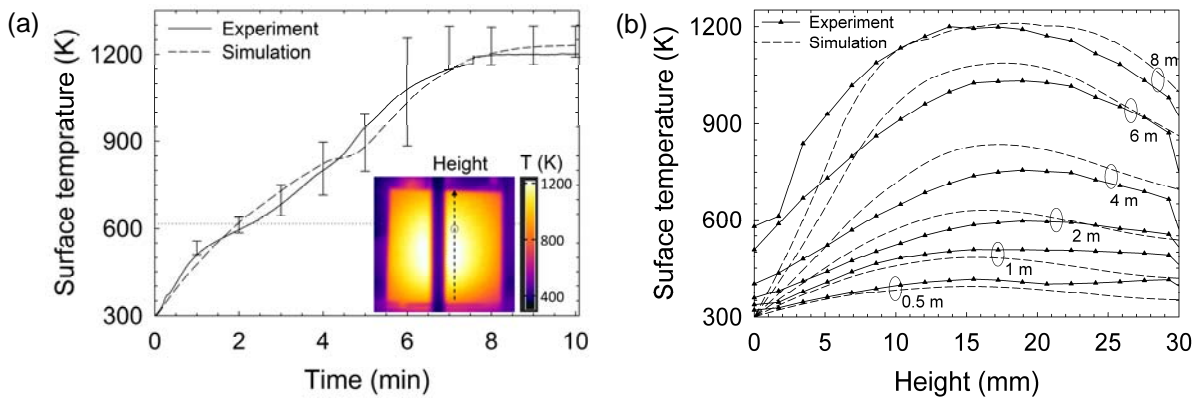 (a)
Experiment
Simulation
Surface temprature (K)
1200
900
600
300
0
2
4
6
8
10
Time (min)
Height
T (K)
1200
800
400
(b)
Experiment
Simulation
Suface temperature (K)
1200
900
600
300
0
5
10
15
20
25
30
Height (mm)
8 m
6 m
4 m
2 m
1 m
0.5 m